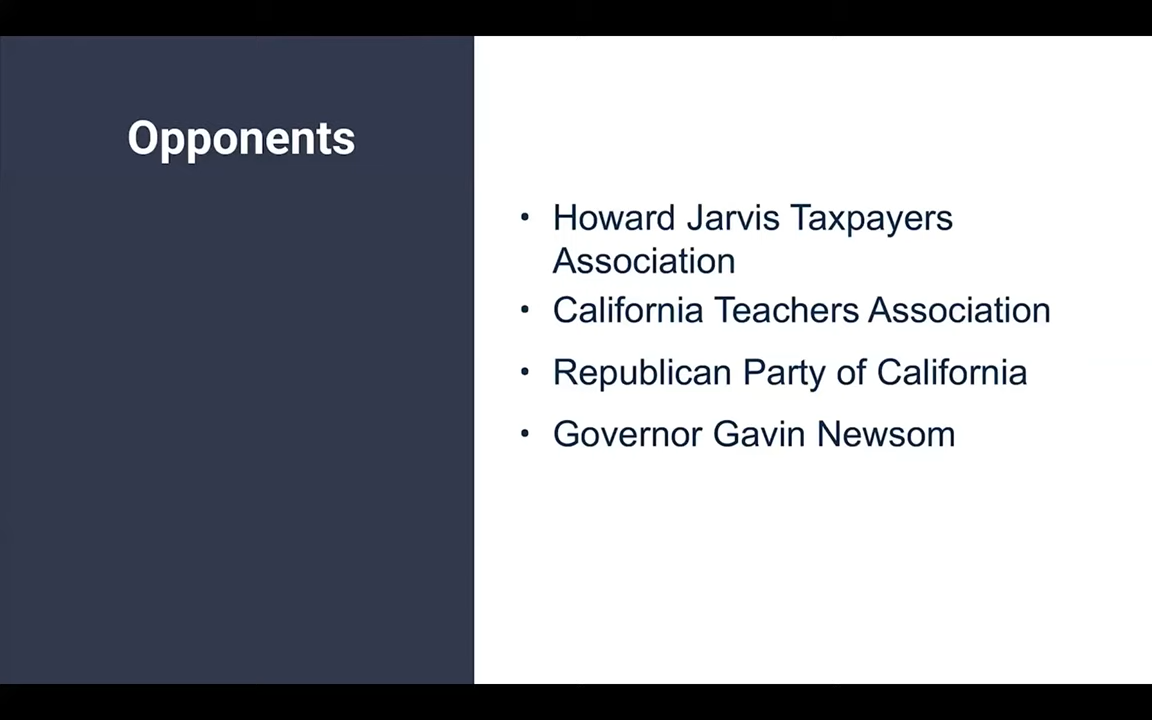 Opponents
• Howard Jarvis Taxpayers
Association
• California Teachers Association
• Republican Party of California
• Governor Gavin Newsom